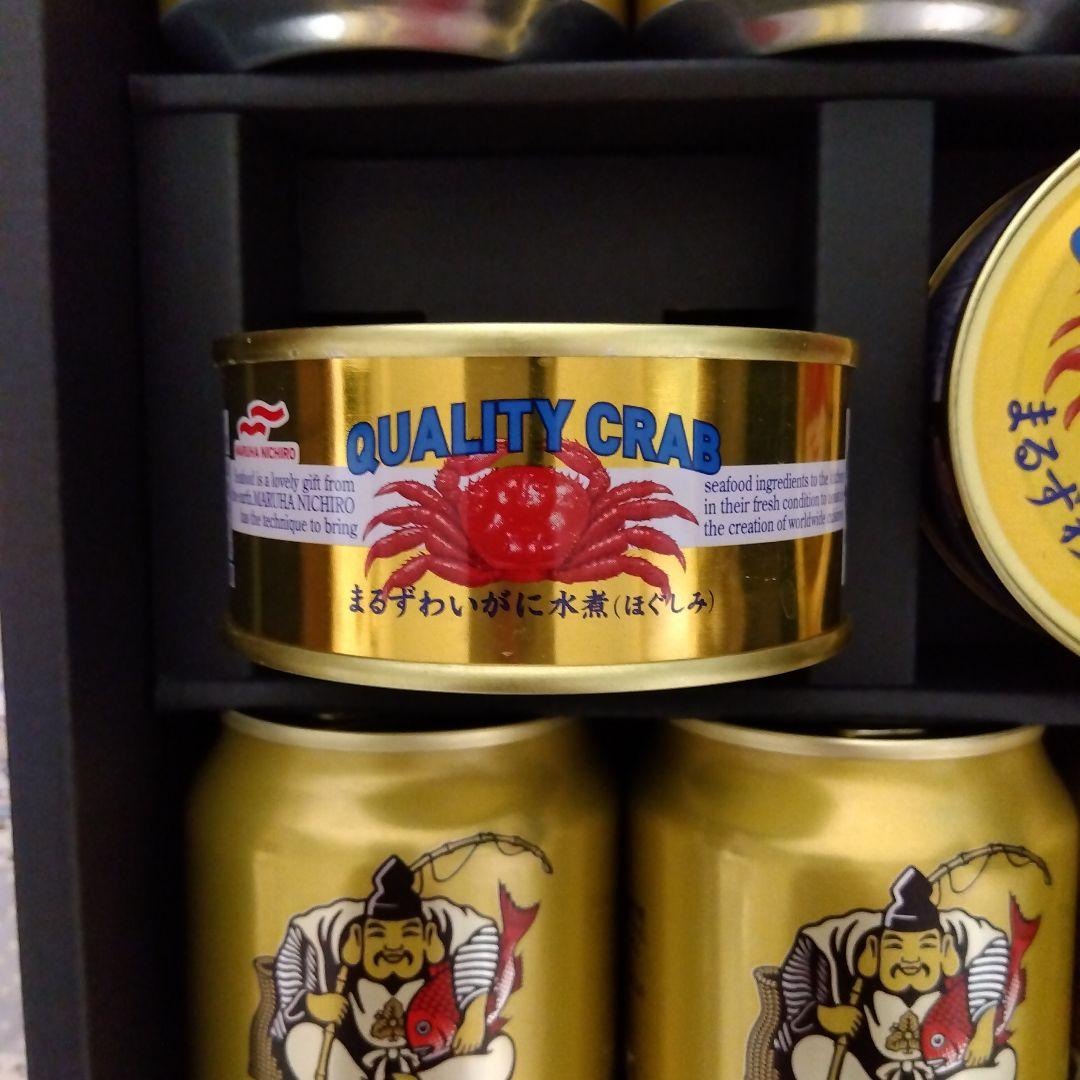 QUALITY CRAB
MARUHA NICHIRO
Seafood is a lovely gift from
the earth.MARUHA NICHIRO
has the technique to bring
seafood ingredients to the
in their fresh condition to
the creation of worldwide
まるずわいがに水煮(ほぐしみ)
まるずわ